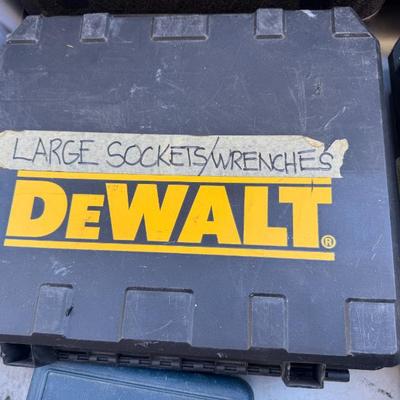 LARGE SOCKETS/WRENCHES
DEWALT®